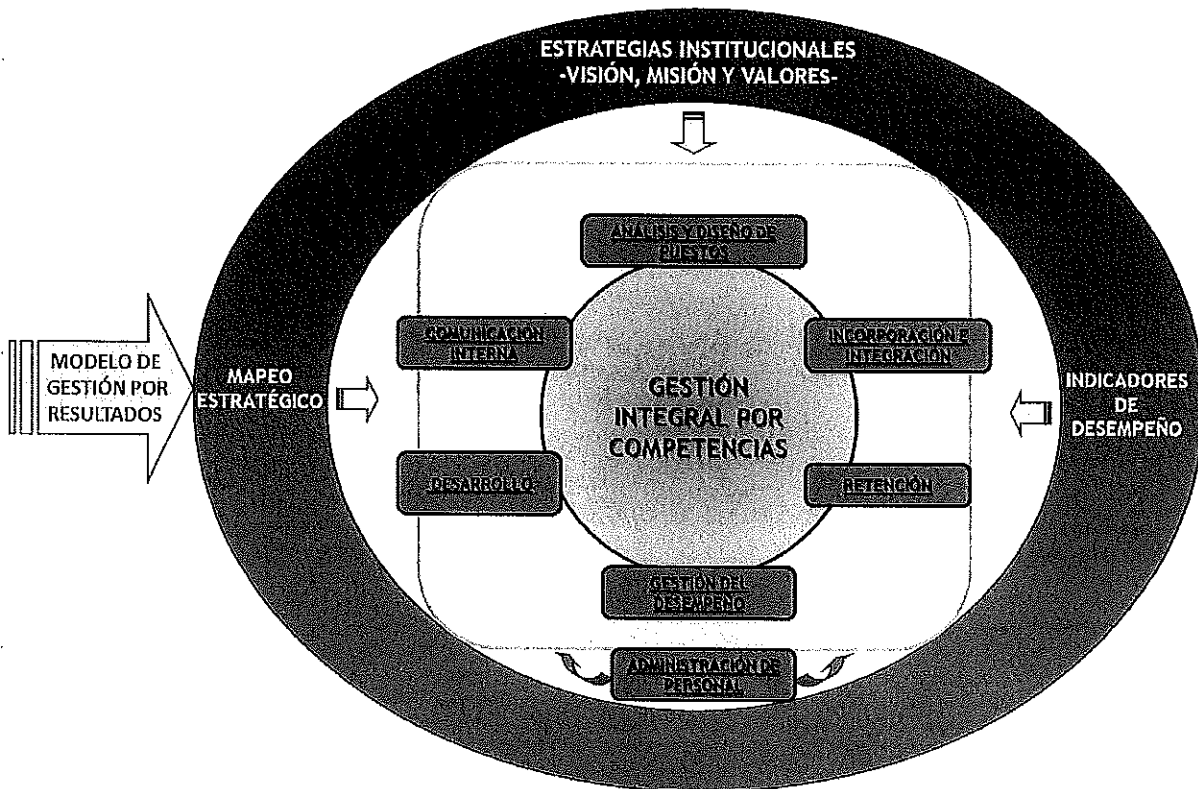 ESTRATEGIAS INSTITUCIONALES
-VISIÓN, MISIÓN Y VALORES-
ANÁLISIS Y DISEÑO DE
PUESTOS
COMUNICACIÓN
INTERNA
INCORPORACIÓN E
INTEGRACIÓN
MODELO DE
GESTIÓN POR
RESULTADOS
MAPEO
ESTRATÉGICO
GESTIÓN
INTEGRAL POR
COMPETENCIAS
INDICADORES
DE
DESEMPEÑO
DESARROLLO
RETENCIÓN
GESTIÓN DEL
DESEMPEÑO
ADMINISTRACIÓN DE
PERSONAL